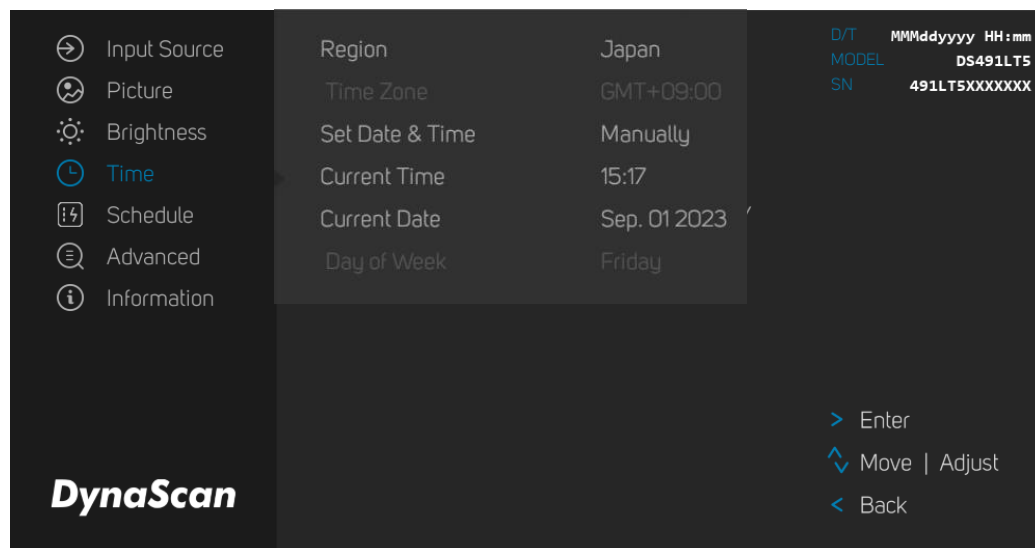 Input Source
Picture
Brightness
Time
Schedule
Advanced
Information
DynaScan
Region Japan
Time Zone GMT+09:00
Set Date & Time Manually
Current Time 15:17
Current Date Sep. 01 2023
Day of Week Friday
D/T MMMddyyyy HH:mm
MODEL DS491LT5
SN 491LT5XXXXXXX
> Enter
Move | Adjust
< Back